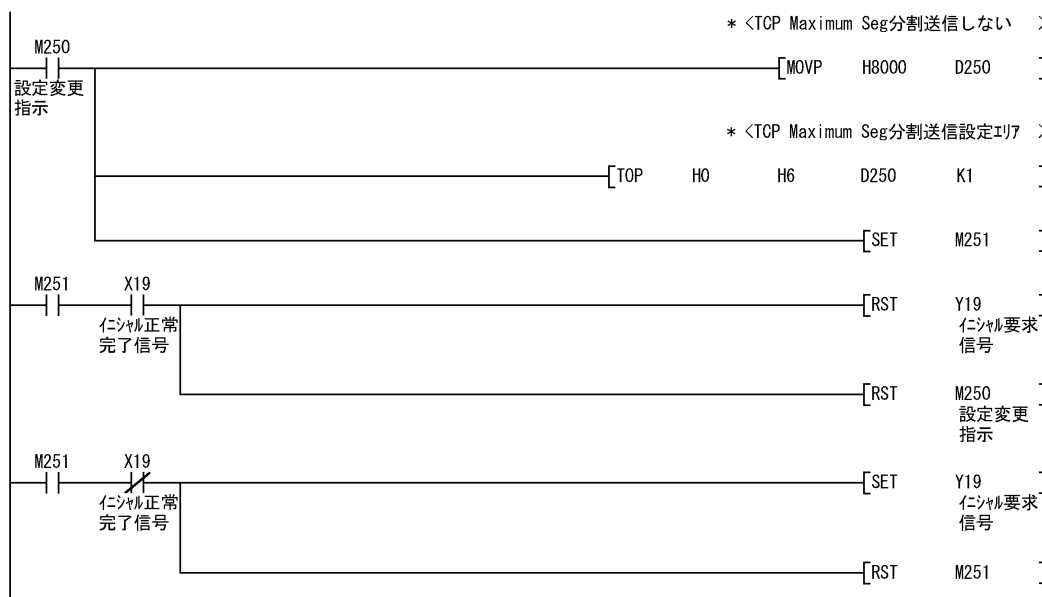 * <TCP Maximum Seg分割送信しない >
M250
[MOVP H8000 D250 ]
設定変更
指示
* <TCP Maximum Seg分割送信設定ｴﾘｱ >
[TOP H0 H6 D250 K1 ]
[SET M251 ]
M251 X19
[RST Y19 ]
ｲﾆｼｬﾙ正常
完了信号
ｲﾆｼｬﾙ要求
信号
[RST M250 ]
設定変更
指示
M251 X19
[SET Y19 ]
ｲﾆｼｬﾙ正常
完了信号
ｲﾆｼｬﾙ要求
信号
[RST M251 ]